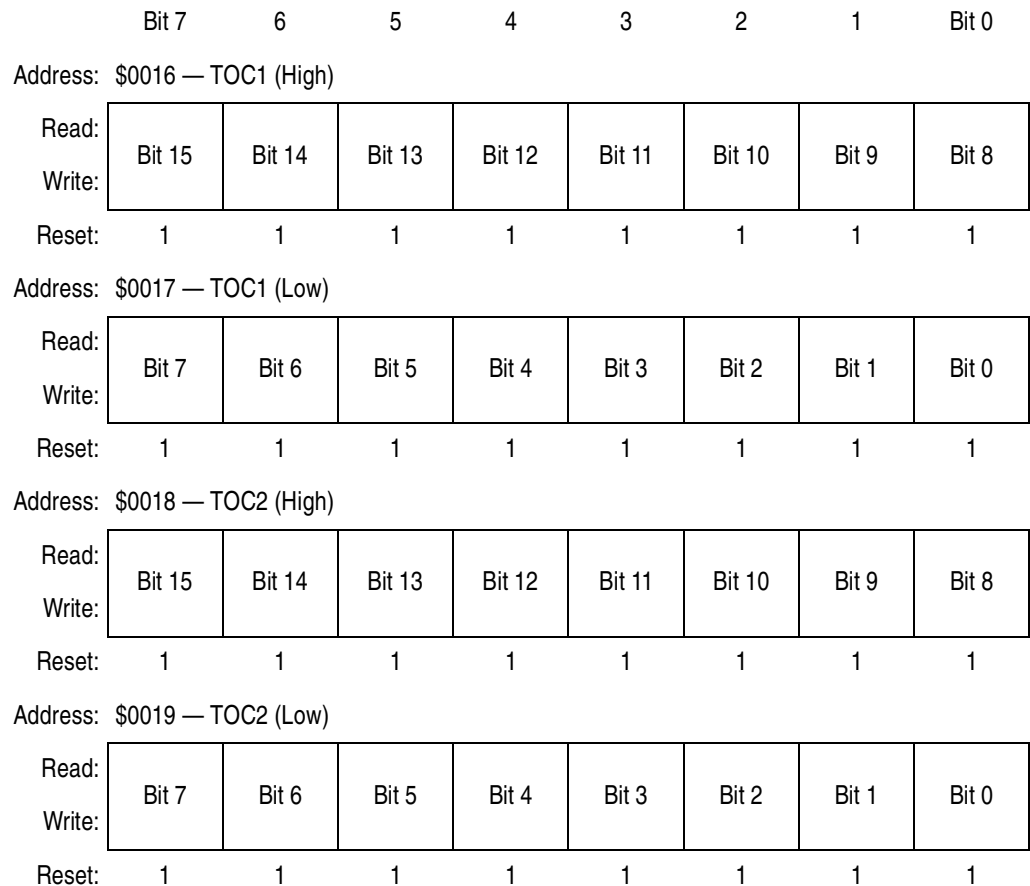 Bit 7 6 5 4 3 2 1 Bit 0
Address: $0016 — TOC1 (High)
Read:
Bit 15 Bit 14 Bit 13 Bit 12 Bit 11 Bit 10 Bit 9 Bit 8
Write:
Reset: 1 1 1 1 1 1 1 1
Address: $0017 — TOC1 (Low)
Read:
Bit 7 Bit 6 Bit 5 Bit 4 Bit 3 Bit 2 Bit 1 Bit 0
Write:
Reset: 1 1 1 1 1 1 1 1
Address: $0018 — TOC2 (High)
Read:
Bit 15 Bit 14 Bit 13 Bit 12 Bit 11 Bit 10 Bit 9 Bit 8
Write:
Reset: 1 1 1 1 1 1 1 1
Address: $0019 — TOC2 (Low)
Read:
Bit 7 Bit 6 Bit 5 Bit 4 Bit 3 Bit 2 Bit 1 Bit 0
Write:
Reset: 1 1 1 1 1 1 1 1